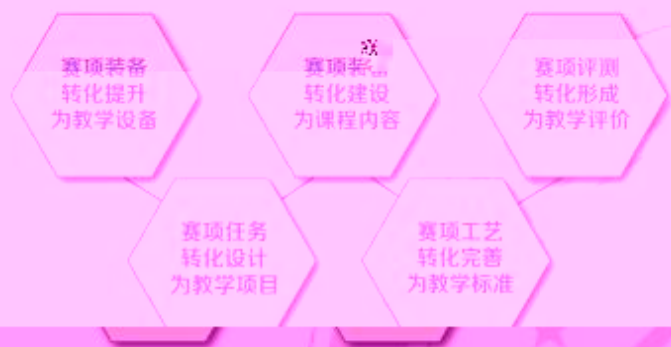 赛项装备
转化提升
为教学设备
赛项装
转化建设
为课程内容
赛项评测
转化形成
为教学评价
赛项任务
转化设计
为教学项目
赛项工艺
转化完善
为教学标准